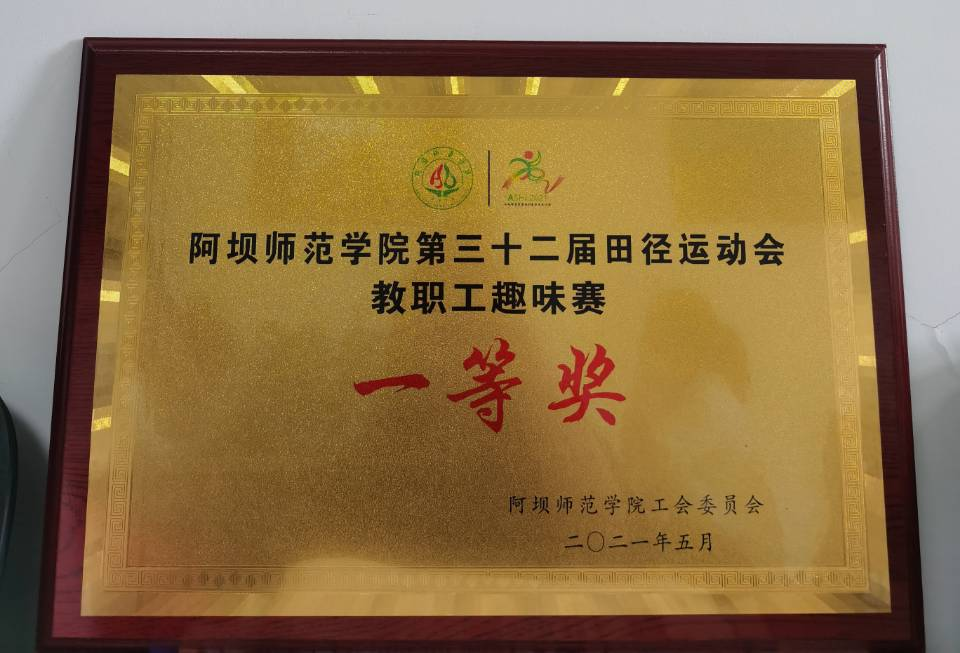 ASHI 2021
阿坝师范学院第三十二届田径运动会
教职工趣味赛
一等奖
阿坝师范学院工会委员会
二〇二一年五月